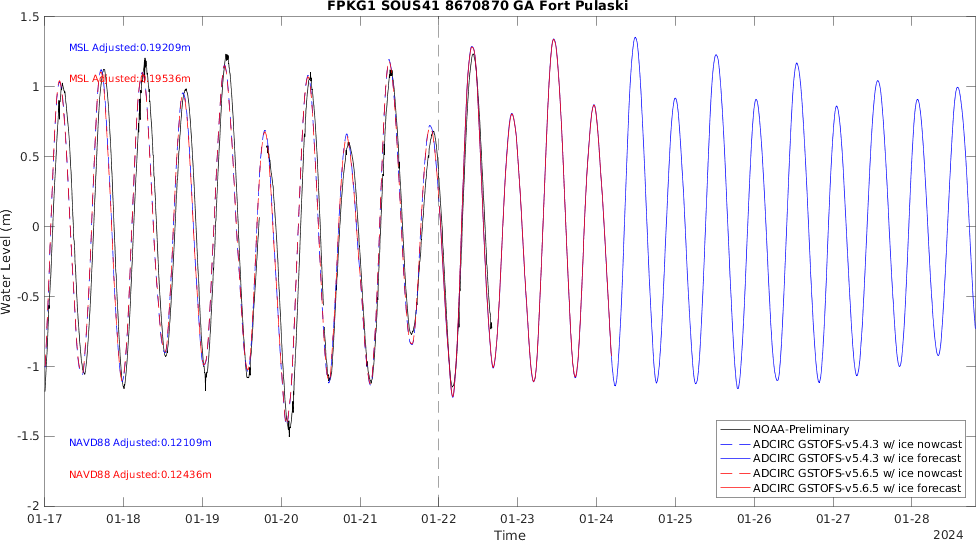 FPKG1 SOUS41 8670870 GA Fort Pulaski
1.5
1
0.5
0
-0.5
-1
-1.5
-2
Water Level (m)
MSL Adjusted:0.19209m
MSL Adjusted:0.19536m
NAVD88 Adjusted:0.12109m
NAVD88 Adjusted:0.12436m
NOAA-Preliminary
ADCIRC GSTOFS-v5.4.3 w/ ice nowcast
ADCIRC GSTOFS-v5.4.3 w/ ice forecast
ADCIRC GSTOFS-v5.6.5 w/ ice nowcast
ADCIRC GSTOFS-v5.6.5 w/ ice forecast
01-17 01-18 01-19 01-20 01-21 01-22 01-23 01-24 01-25 01-26 01-27 01-28
Time
2024